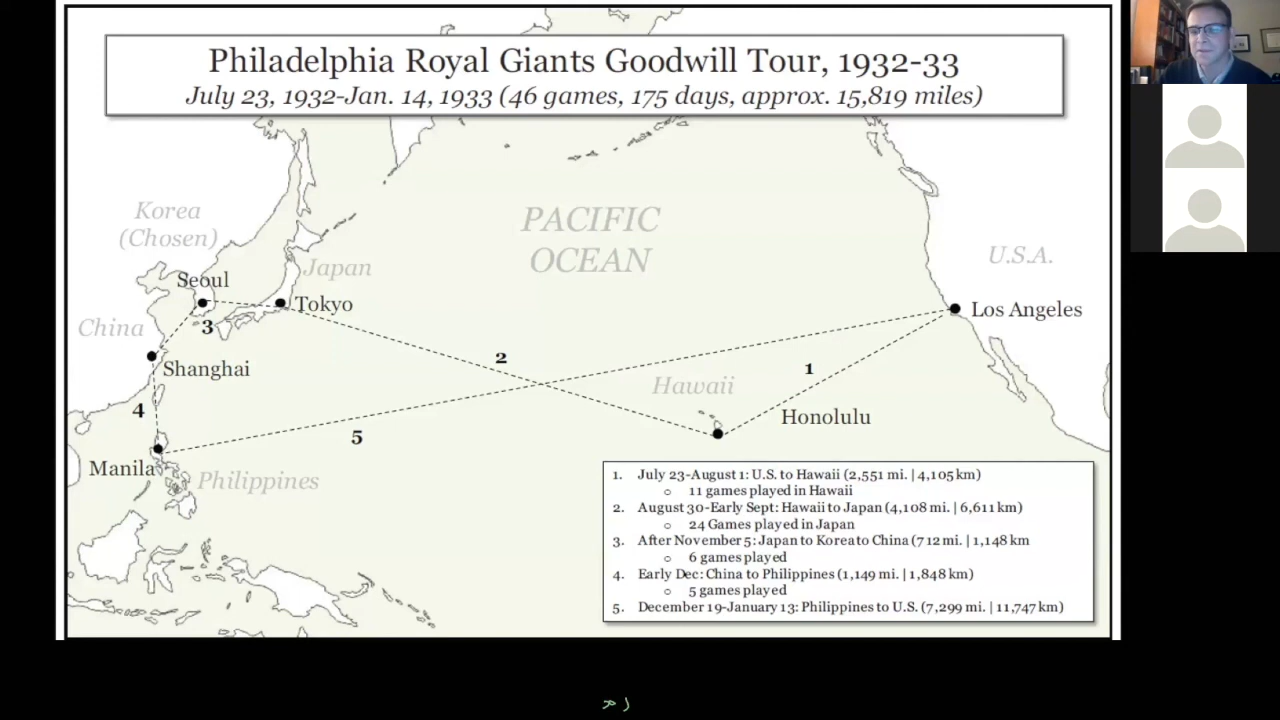 Philadelphia Royal Giants Goodwill Tour, 1932-33
July 23, 1932-Jan. 14, 1933 (46 games, 175 days, approx. 15,819 miles)
Korea
(Chosen)
PACIFIC
OCEAN
U.S.A.
Japan
Seoul
Tokyo
Los Angeles
3
China
2
1
Shanghai
Hawaii
4
Honolulu
5
Manila
Philippines
1. July 23-August 1: U.S. to Hawaii (2,551 mi. | 4,105 km)
o 11 games played in Hawaii
2. August 30-Early Sept: Hawaii to Japan (4,108 mi. | 6,611 km)
o 24 Games played in Japan
3. After November 5: Japan to Korea to China (712 mi. | 1,148 km
o 6 games played
4. Early Dec: China to Philippines (1,149 mi. | 1,848 km)
o 5 games played
5. December 19-January 13: Philippines to U.S. (7,299 mi. | 11,747 km)